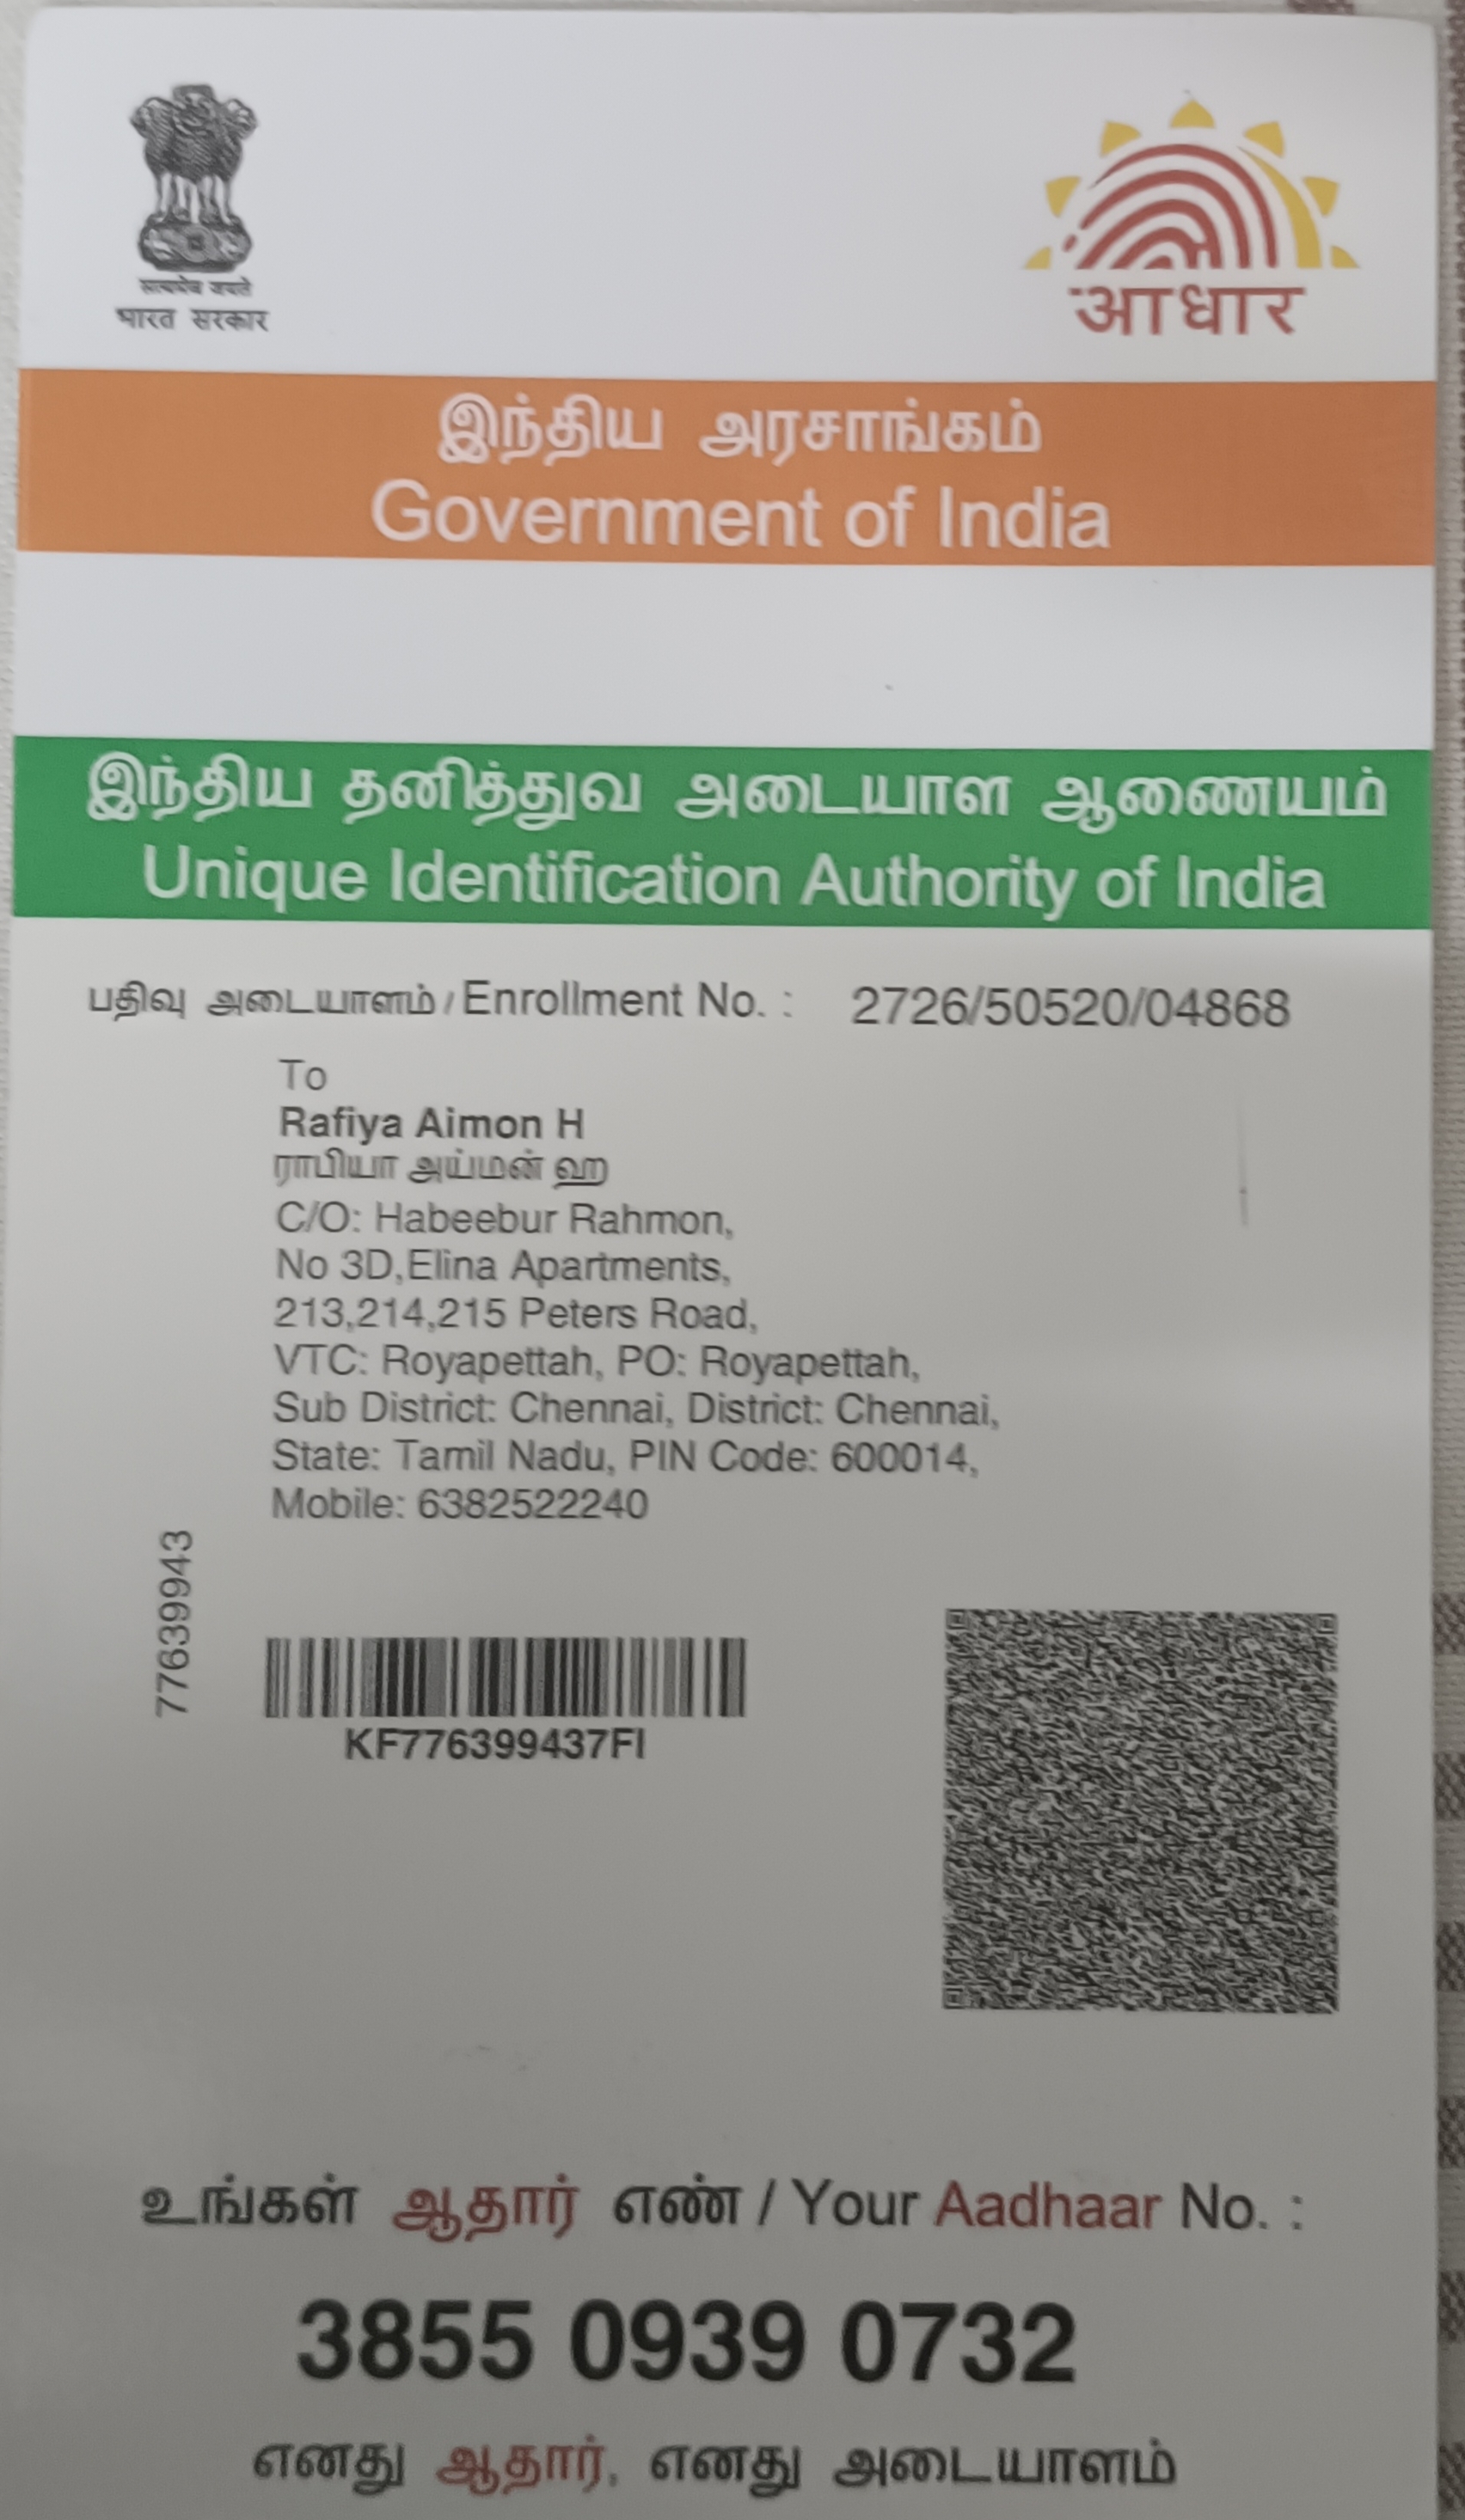 सत्यमेव जयते
भारत सरकार
आधार
இந்திய அரசாங்கம்
Government of India
இந்திய தனித்துவ அடையாள ஆணையம்
Unique Identification Authority of India
பதிவு அடையாளம் / Enrollment No. : 2726/50520/04868
To
Rafiya Aimon H
ராபியா அய்மன் ஹ
C/O: Habeebur Rahmon,
No 3D,Elina Apartments,
213,214,215 Peters Road,
VTC: Royapettah, PO: Royapettah,
Sub District: Chennai, District: Chennai,
State: Tamil Nadu, PIN Code: 600014,
Mobile: 6382522240
77639943
KF776399437FI
உங்கள் ஆதார் எண் / Your Aadhaar No. :
3855 0939 0732
எனது ஆதார், எனது அடையாளம்